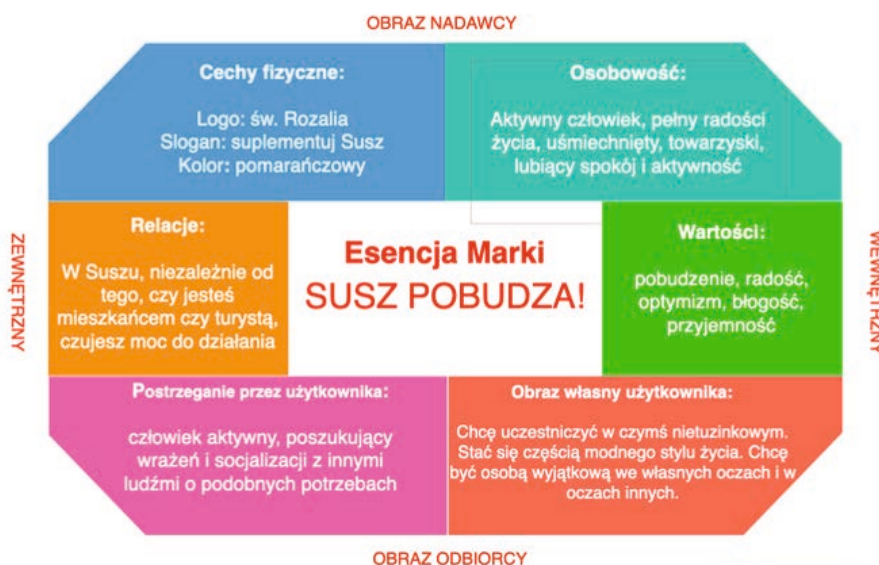 OBRAZ NADAWCY
Cechy fizyczne:
Logo: św. Rozalia
Slogan: suplementuj Susz
Kolor: pomarańczowy
Osobowość:
Aktywny człowiek, pełny radości
życia, uśmiechnięty, towarzyski,
lubiący spokój i aktywność
ZEWNĘTRZNY
Relacje:
W Suszu, niezależnie od
tego, czy jesteś
mieszkańcem czy turystą,
czujesz moc do działania
Esencja Marki
SUSZ POBUDZA!
Wartości:
pobudzenie, radość,
optymizm, błogość,
przyjemność
WEWNĘTRZNY
Postrzeganie przez użytkownika:
człowiek aktywny, poszukujący
wrażeń i socjalizacji z innymi
ludźmi o podobnych potrzebach
Obraz własny użytkownika:
Chcę uczestniczyć w czymś nietuzinkowym.
Stać się częścią modnego stylu życia. Chcę
być osobą wyjątkową we własnych oczach i w
oczach innych.
OBRAZ ODBIORCY